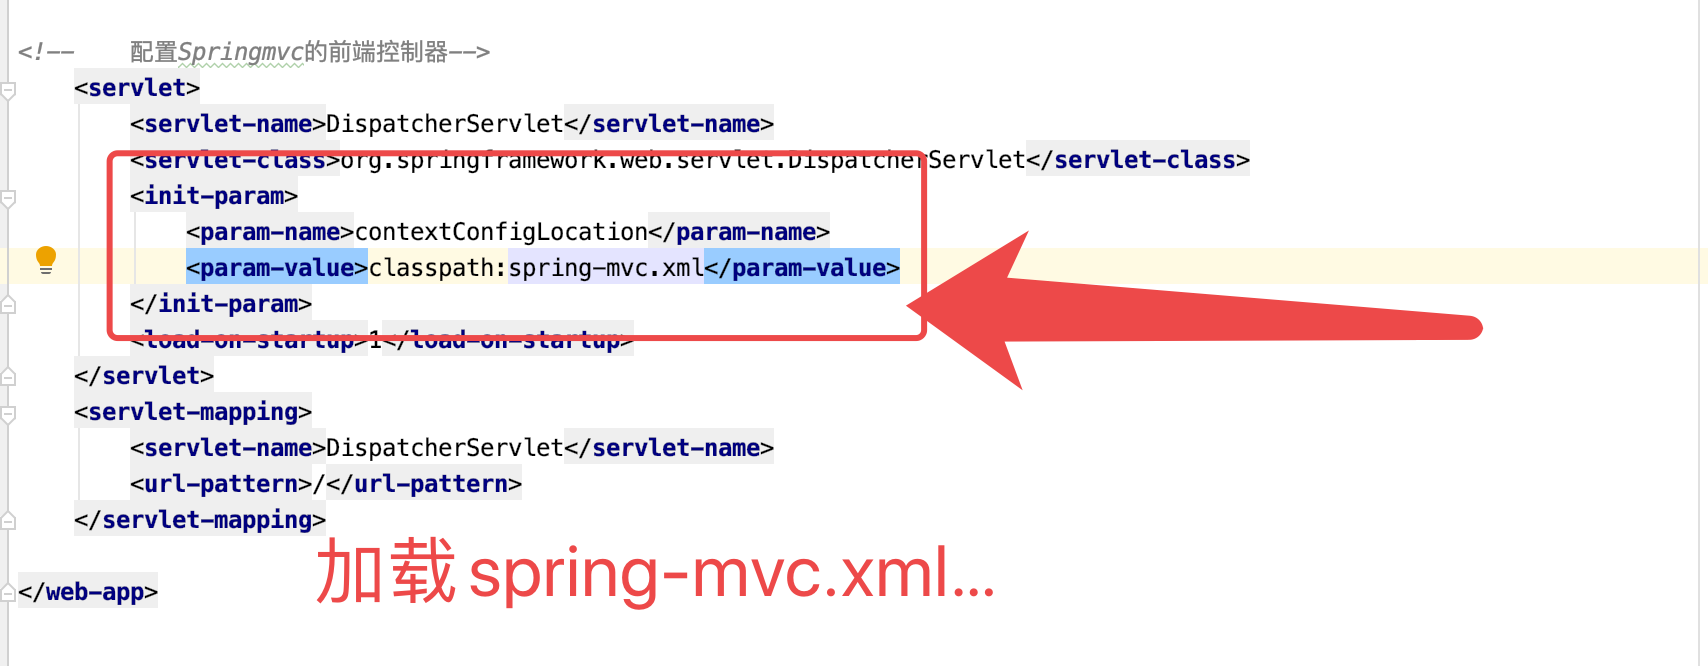 <!--    配置Springmvc的前端控制器-->
<servlet>
<servlet-name>DispatcherServlet</servlet-name>
<servlet-class>org.springframework.web.servlet.DispatcherServlet</servlet-class>
<init-param>
<param-name>contextConfigLocation</param-name>
<param-value>classpath:spring-mvc.xml</param-value>
</init-param>
<load-on-startup>1</load-on-startup>
</servlet>
<servlet-mapping>
<servlet-name>DispatcherServlet</servlet-name>
<url-pattern>/</url-pattern>
</servlet-mapping>
加载 spring-mvc.xml...
</web-app>